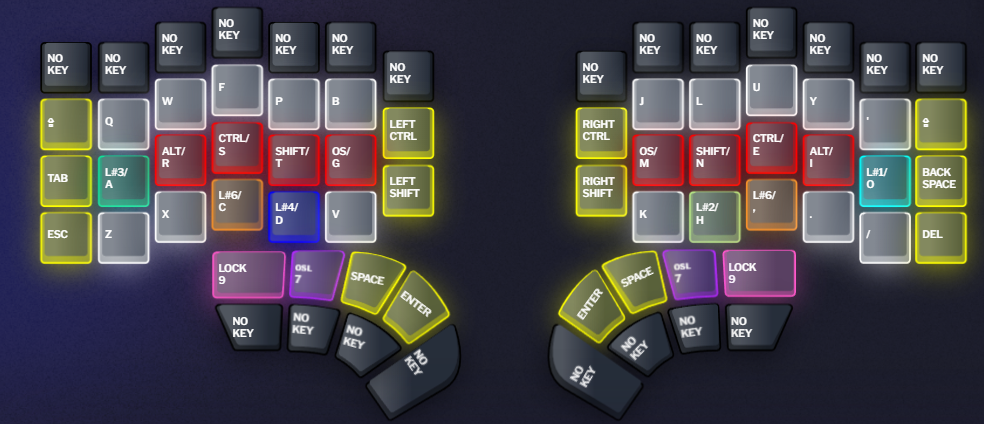 NO
KEY
NO
KEY
NO
KEY
NO
KEY
NO
KEY
NO
KEY
NO
KEY
Q
W
F
P
B
LEFT
CTRL
TAB
L#3/
A
ALT/
R
CTRL/
S
SHIFT/
T
OS/
G
LEFT
SHIFT
ESC
Z
X
L#6/
C
L#4/
D
V
LOCK
9
OSL
7
SPACE
ENTER
NO
KEY
NO
KEY
NO
KEY
NO
KEY
NO
KEY
NO
KEY
NO
KEY
NO
KEY
NO
KEY
NO
KEY
NO
KEY
RIGHT
CTRL
J
L
U
Y
'
RIGHT
SHIFT
OS/
M
SHIFT/
N
CTRL/
E
ALT/
I
L#1/
O
BACK
SPACE
K
L#2/
H
L#6/
,
.
/
DEL
ENTER
SPACE
OSL
7
LOCK
9
NO
KEY
NO
KEY
NO
KEY
NO
KEY